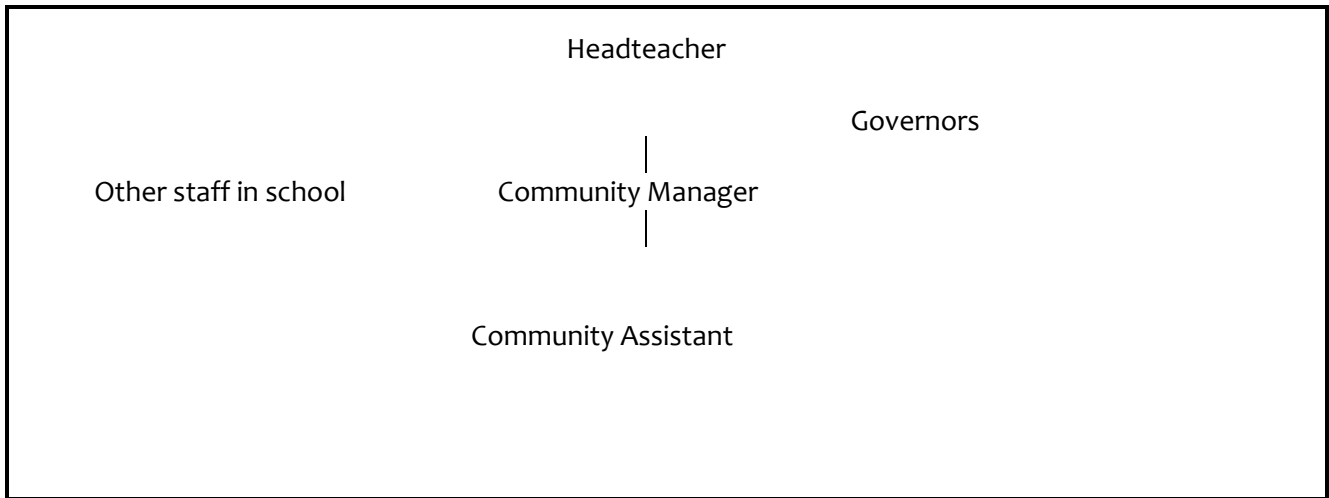 Headteacher
Governors
Other staff in school Community Manager
Community Assistant